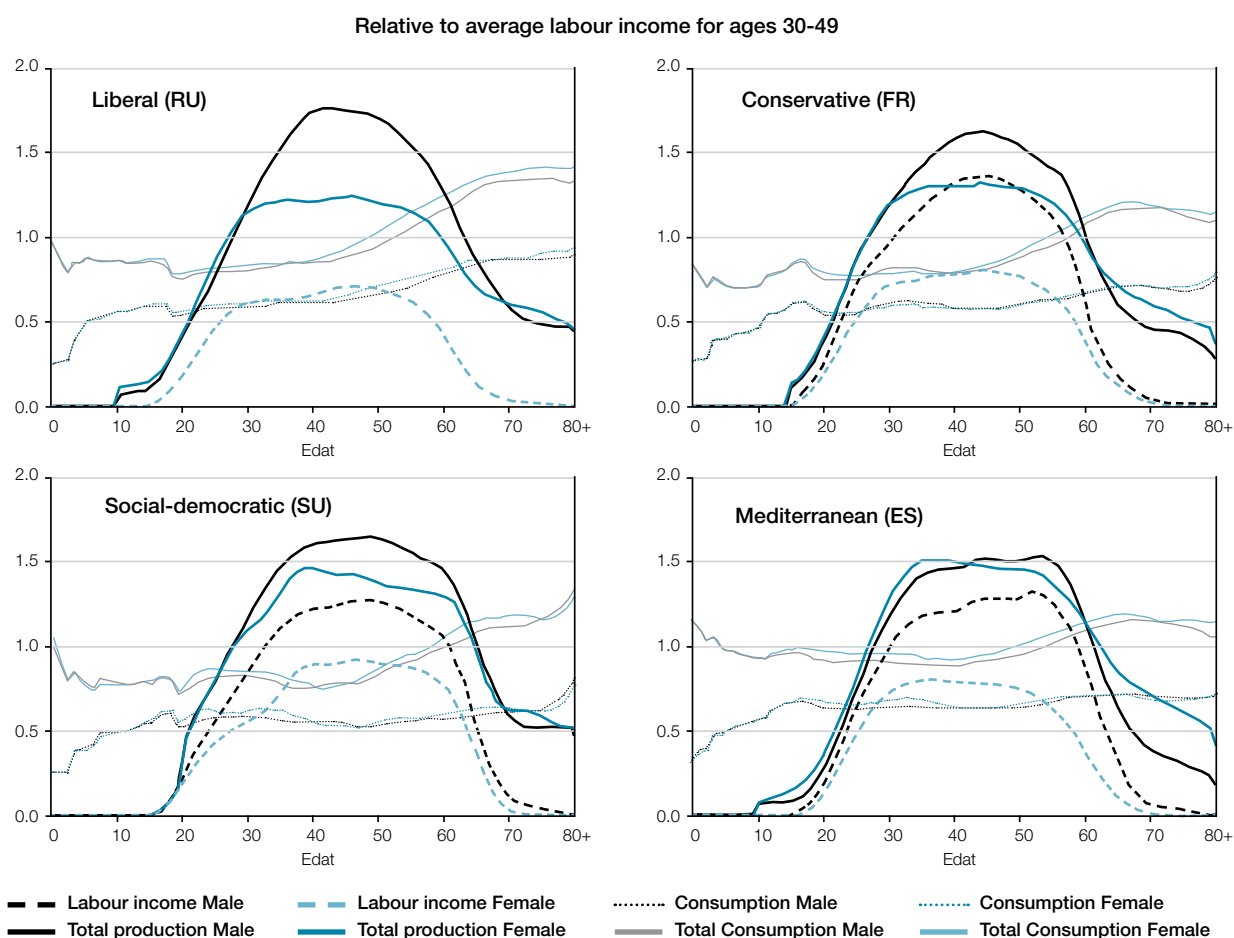 Relative to average labour income for ages 30-49
Liberal (RU)
2.0
1.5
1.0
0.5
0.0
0 10 20 30 40 50 60 70 80+
Edat
Conservative (FR)
2.0
1.5
1.0
0.5
0.0
0 10 20 30 40 50 60 70 80+
Edat
Social-democratic (SU)
2.0
1.5
1.0
0.5
0.0
0 10 20 30 40 50 60 70 80+
Edat
Mediterranean (ES)
2.0
1.5
1.0
0.5
0.0
0 10 20 30 40 50 60 70 80+
Edat
Labour income Male Labour income Female Consumption Male Consumption Female
Total production Male Total production Female Total Consumption Male Total Consumption Female